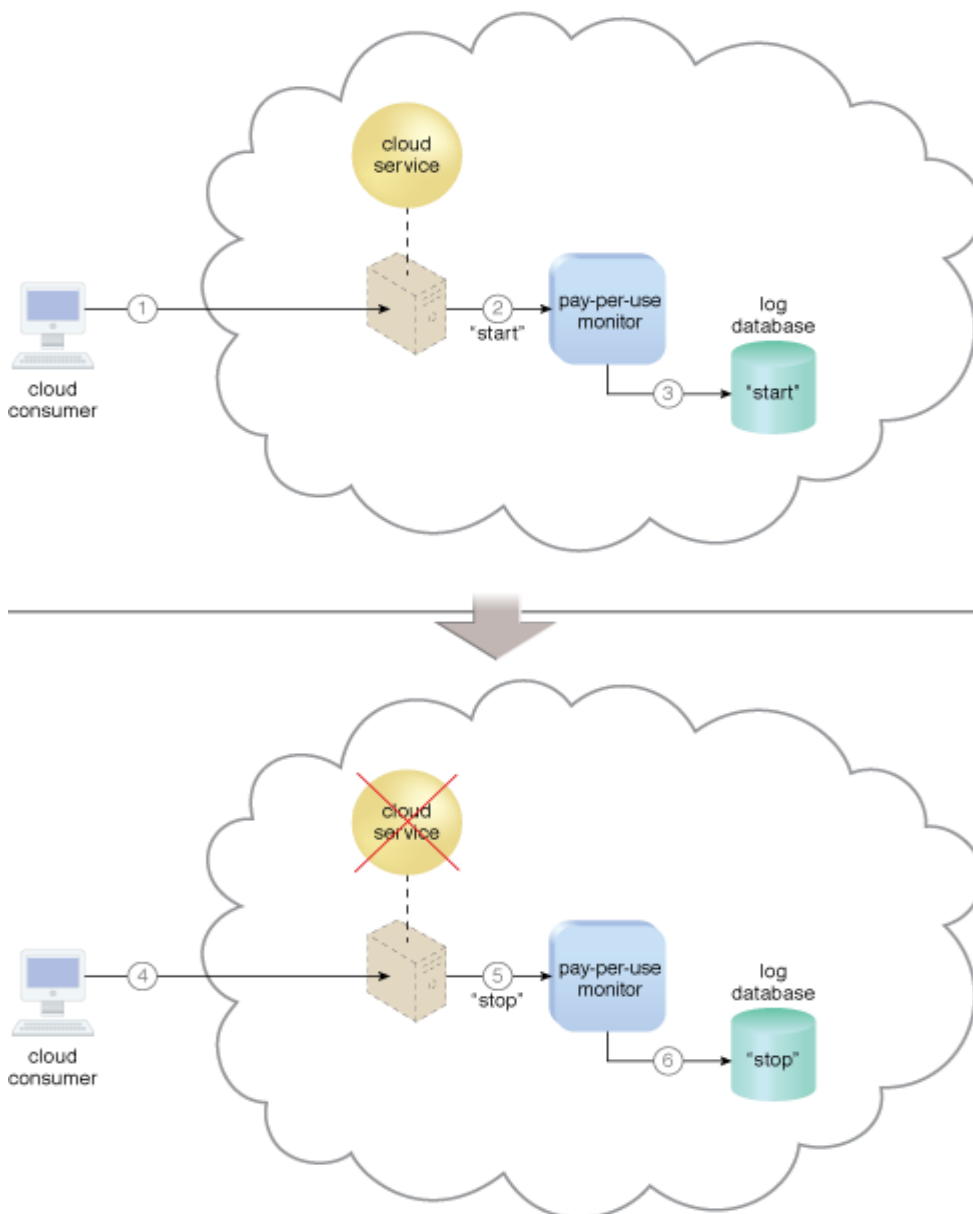 cloud
service
1
2
"start"
pay-per-use
monitor
log
database
3
"start"
cloud
consumer
cloud
service
4
5
"stop"
pay-per-use
monitor
log
database
6
"stop"
cloud
consumer